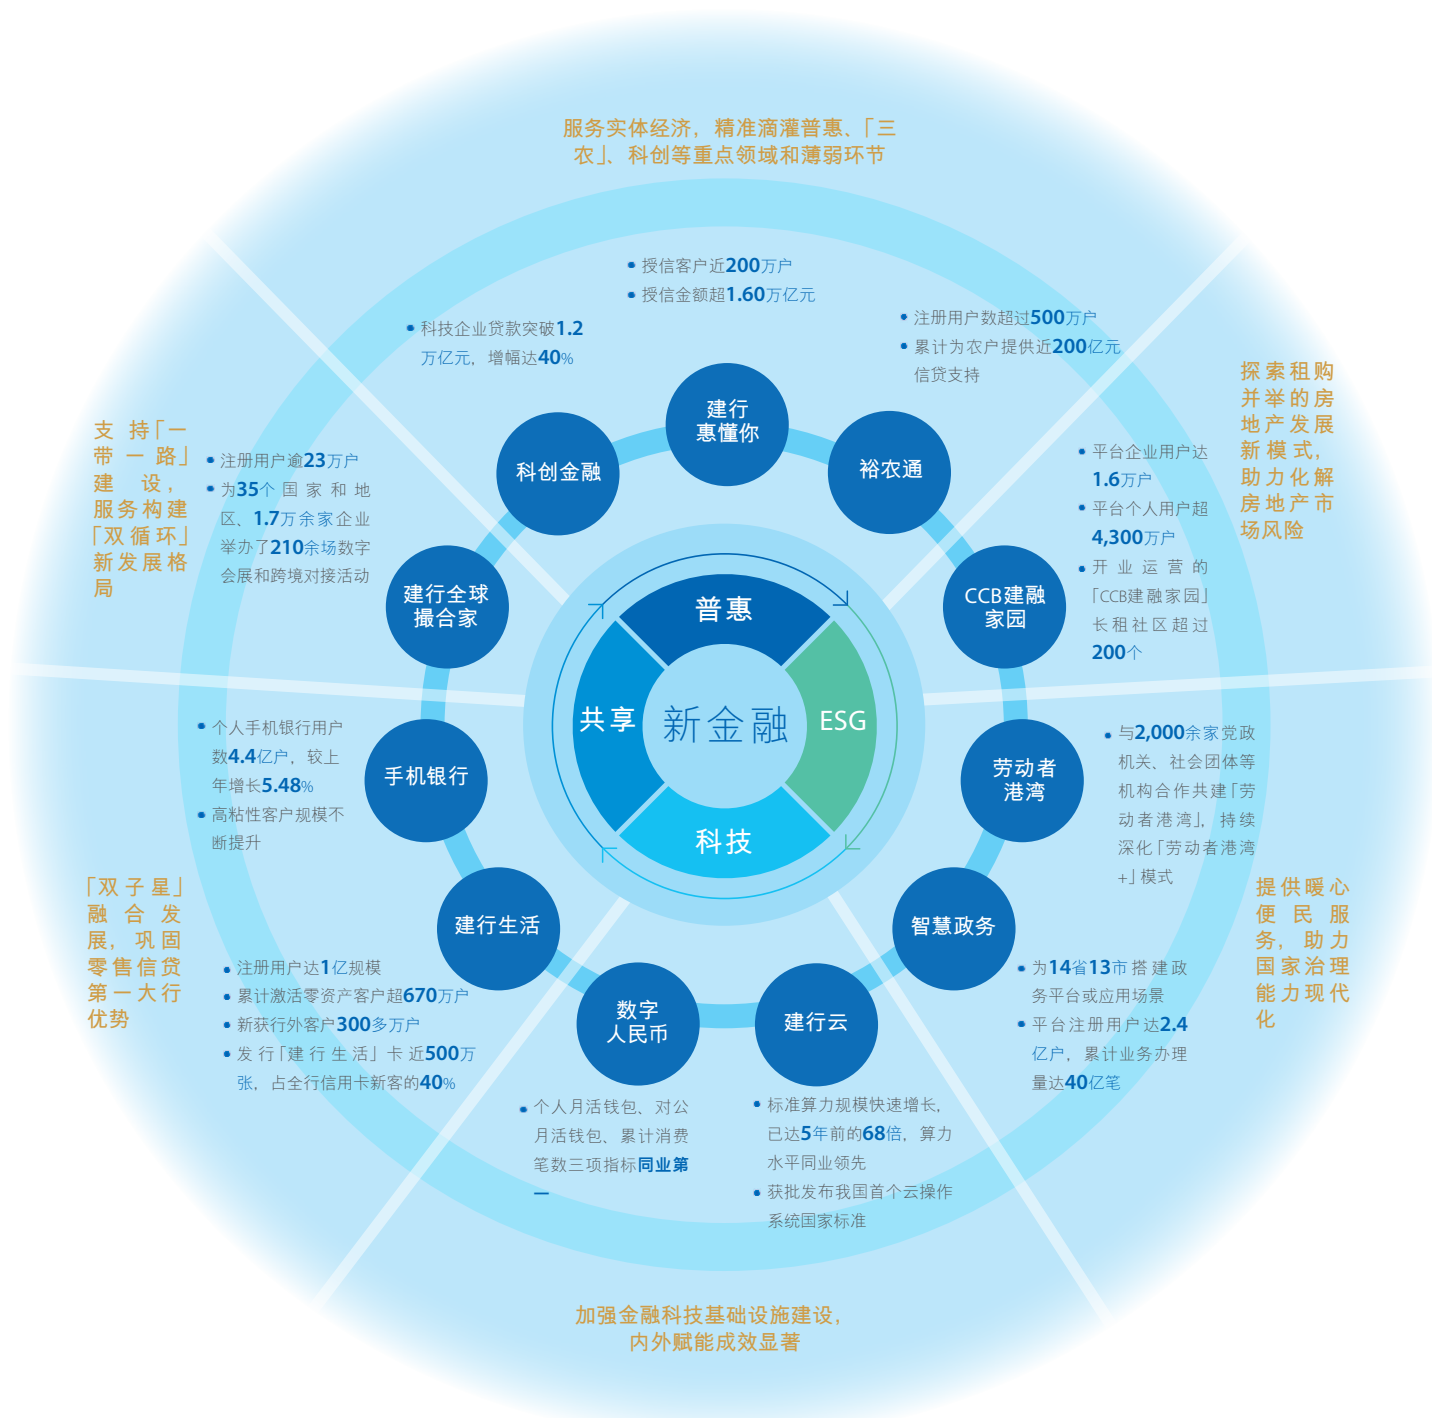 服务实体经济，精准滴灌普惠、「三
农」、科创等重点领域和薄弱环节
• 授信客户近200万户
• 授信金额超1.60万亿元
• 科技企业贷款突破1.2
万亿元，增幅达40%
• 注册用户数超过500万户
• 累计为农户提供近200亿元
信贷支持
建行
惠懂你
科创金融
裕农通
探索租购
并举的房
地产发展
新模式，
助力化解
房地产市
场风险
• 平台企业用户达
1.6万户
• 平台个人用户超
4,300万户
• 开业运营的
「CCB建融家园」
长租社区超过
200个
CCB建融
家园
支持「一
带一路」
建设，
服务构建
「双循环」
新发展格
局
• 注册用户逾23万户
• 为35个国家和地
区、1.7万余家企业
举办了210余场数字
会展和跨境对接活动
建行全球
撮合家
普惠
共享
新金融
ESG
科技
• 个人手机银行用户
数4.4亿户，较上
年增长5.48%
• 高粘性客户规模不
断提升
手机银行
劳动者
港湾
• 与2,000余家党政
机关、社会团体等
机构合作共建「劳
动者港湾」，持续
深化「劳动者港湾
+」模式
「双子星」
融合发
展，巩固
零售信贷
第一大行
优势
建行生活
智慧政务
提供暖心
便民服
务，助力
国家治理
能力现代
化
• 注册用户达1亿规模
• 累计激活零资产客户超670万户
• 新获行外客户300多万户
• 发行「建行生活」卡近500万
张，占全行信用卡新客的40%
• 为14省13市搭建政
务平台或应用场景
• 平台注册用户达2.4
亿户，累计业务办理
量达40亿笔
数字
人民币
建行云
• 个人月活钱包、对公
月活钱包、累计消费
笔数三项指标同业第
一
• 标准算力规模快速增长，
已达5年前的68倍，算力
水平同业领先
• 获批发布我国首个云操作
系统国家标准
加强金融科技基础设施建设，
内外赋能成效显著